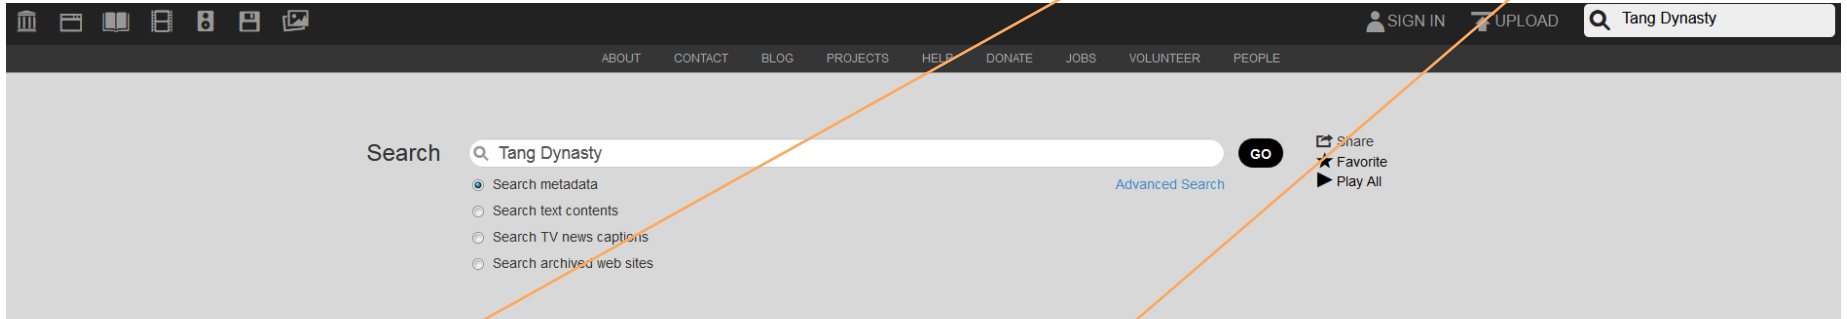 SIGN IN UPLOAD Tang Dynasty
ABOUT CONTACT BLOG PROJECTS HELP DONATE JOBS VOLUNTEER PEOPLE
Search Tang Dynasty GO
Share
Favorite
Play All
Search metadata Advanced Search
Search text contents
Search TV news captions
Search archived web sites